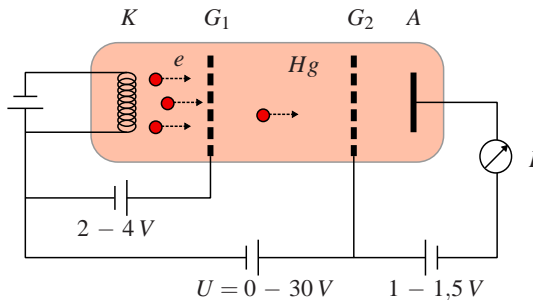 K G₁ G₂ A
e Hg
I
2 – 4 V
U = 0 – 30 V 1 – 1,5 V